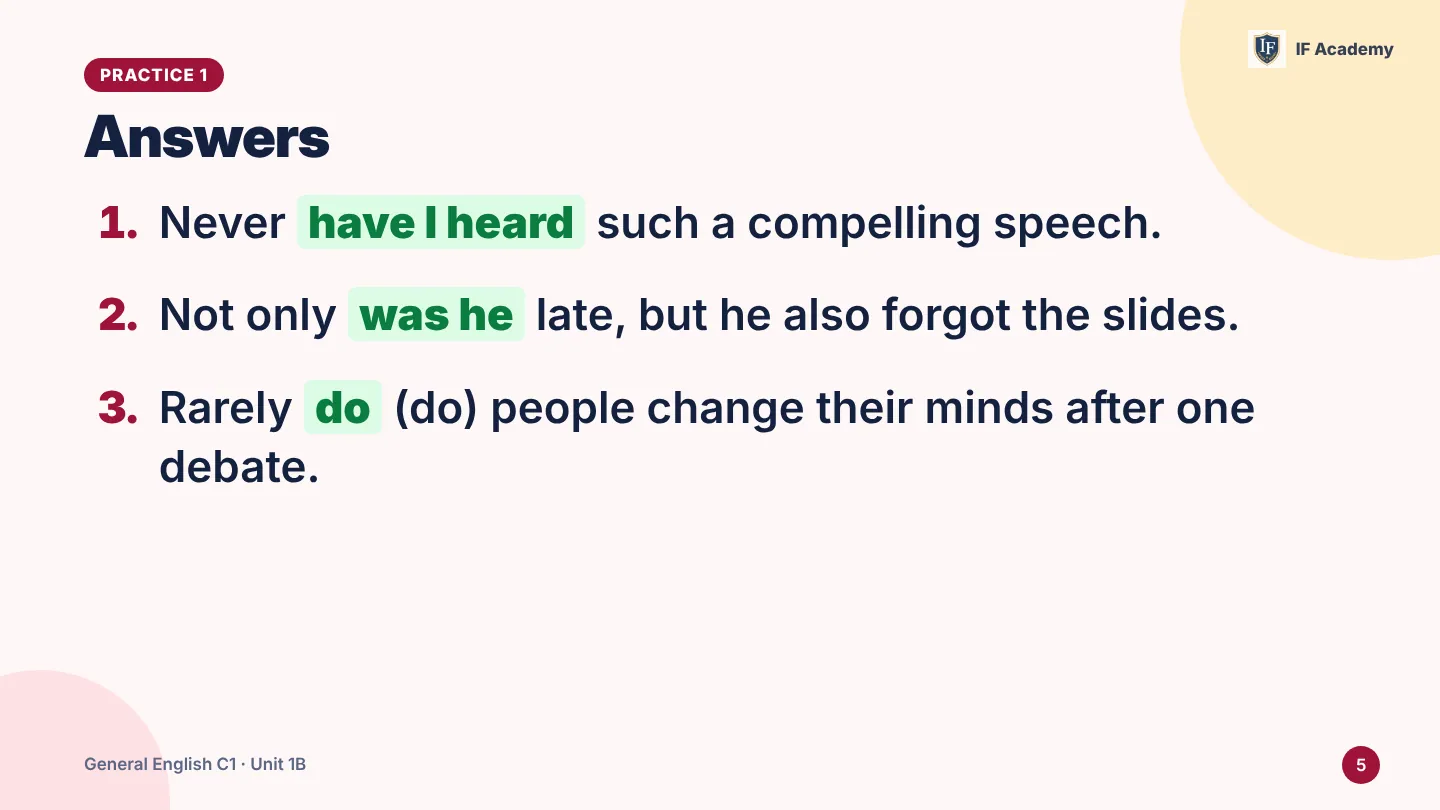 IF Academy
PRACTICE 1
Answers
1. Never have I heard such a compelling speech.
2. Not only was he late, but he also forgot the slides.
3. Rarely do (do) people change their minds after one
debate.
General English C1 · Unit 1B
5